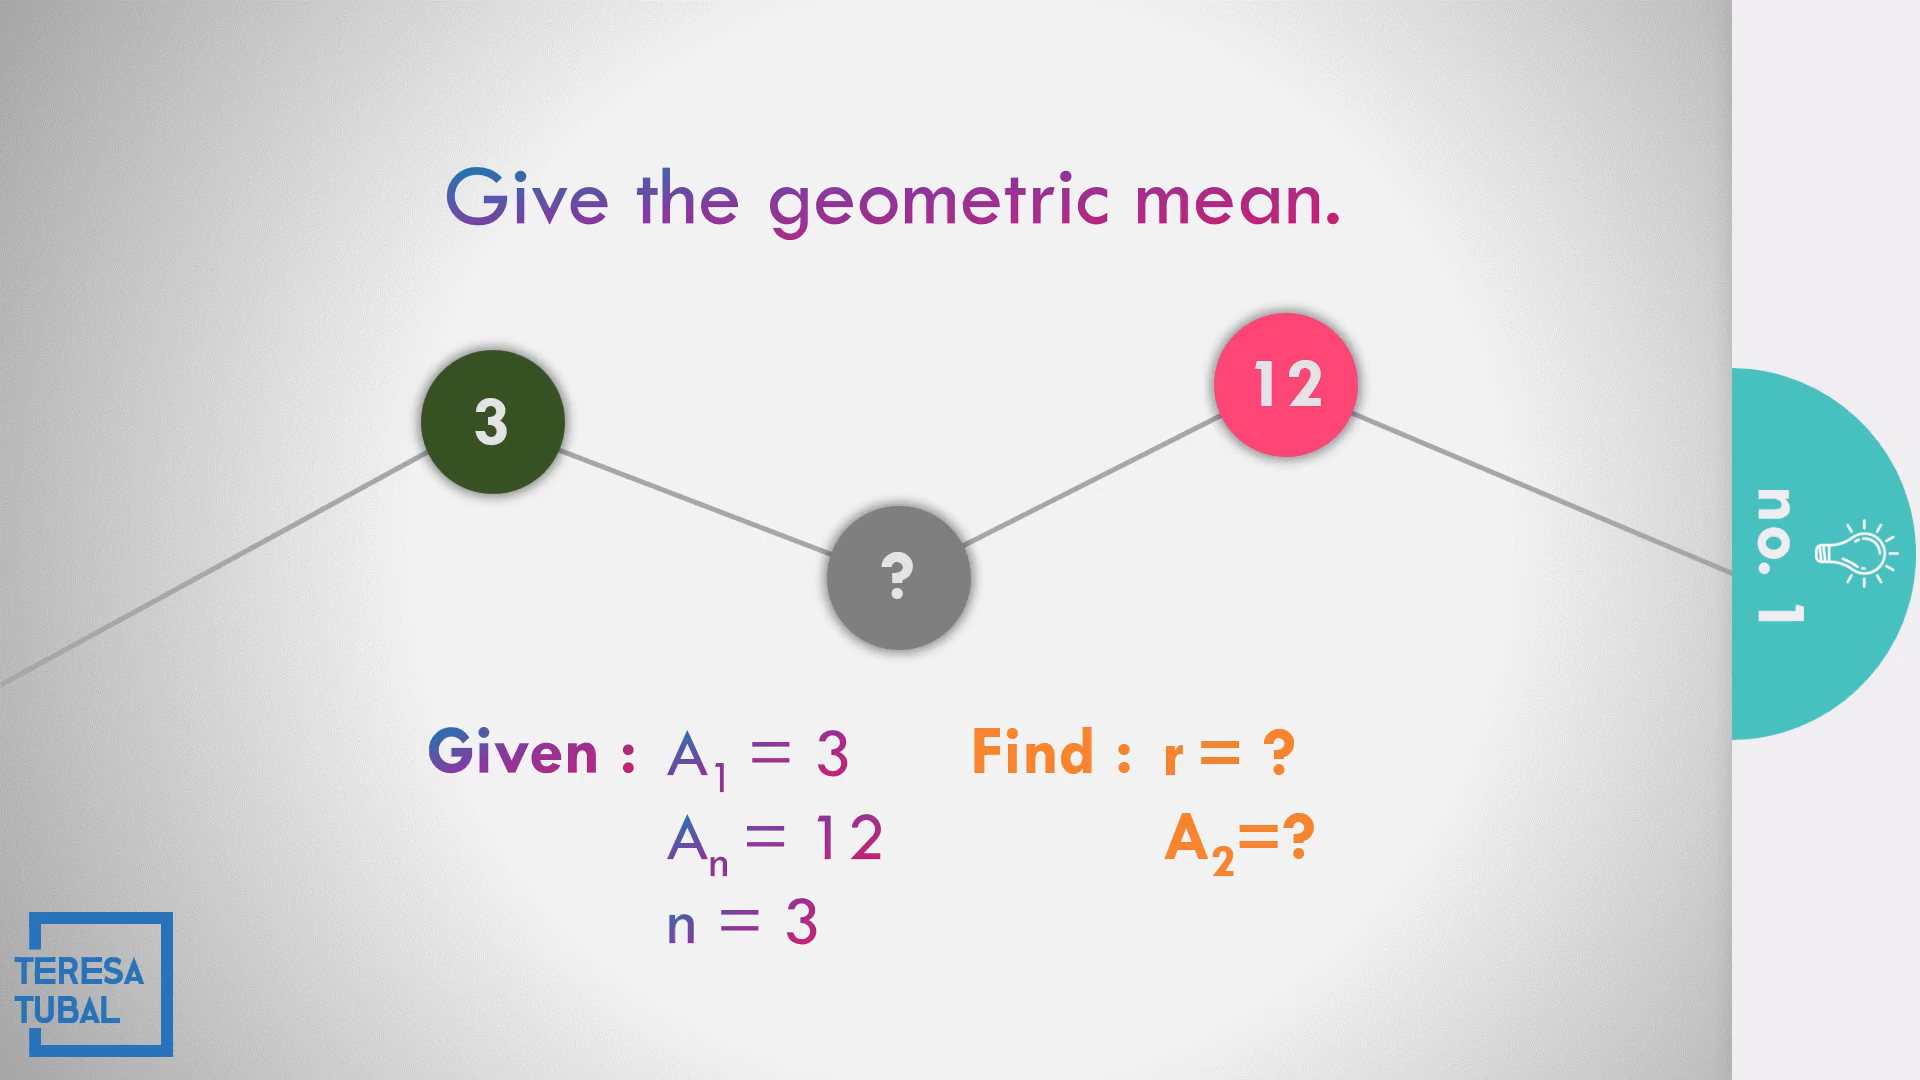 Give the geometric mean.
3
12
?
Given : A₁ = 3
Aₙ = 12
n = 3
Find : r = ?
A₂=?
no. 1
TERESA
TUBAL